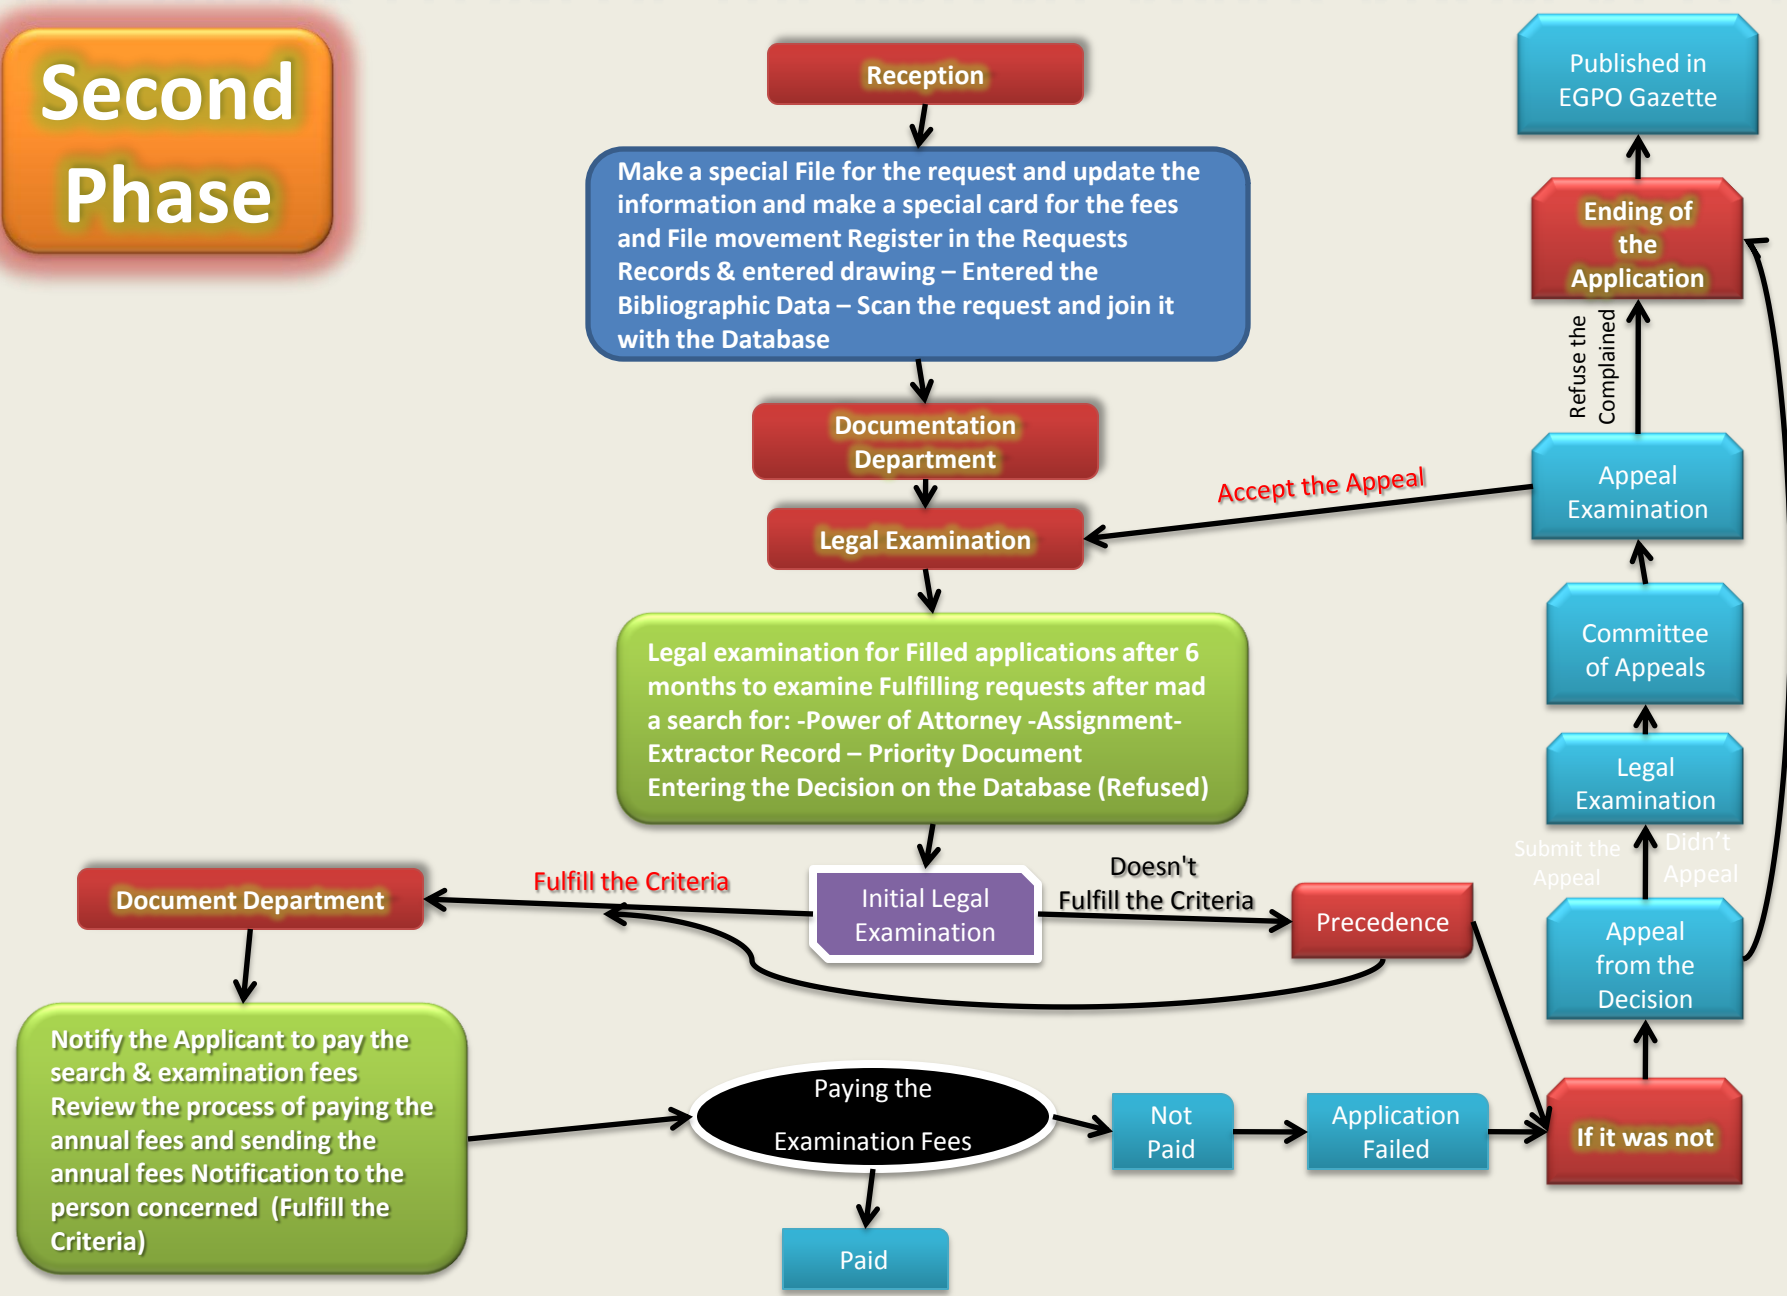 Second
Phase
Reception
Make a special File for the request and update the
information and make a special card for the fees
and File movement Register in the Requests
Records & entered drawing – Entered the
Bibliographic Data – Scan the request and join it
with the Database
Documentation
Department
Legal Examination
Legal examination for Filled applications after 6
months to examine Fulfilling requests after mad
a search for: -Power of Attorney -Assignment-
Extractor Record – Priority Document
Entering the Decision on the Database (Refused)
Initial Legal
Examination
Fulfill the Criteria
Doesn't
Fulfill the Criteria
Document Department
Precedence
Notify the Applicant to pay the
search & examination fees
Review the process of paying the
annual fees and sending the
annual fees Notification to the
person concerned (Fulfill the
Criteria)
Paying the
Examination Fees
Paid
Not
Paid
Application
Failed
If it was not
Appeal
from the
Decision
Submit the
Appeal
Didn't
Appeal
Legal
Examination
Committee
of Appeals
Appeal
Examination
Accept the Appeal
Refuse the
Complained
Ending of
the
Application
Published in
EGPO Gazette